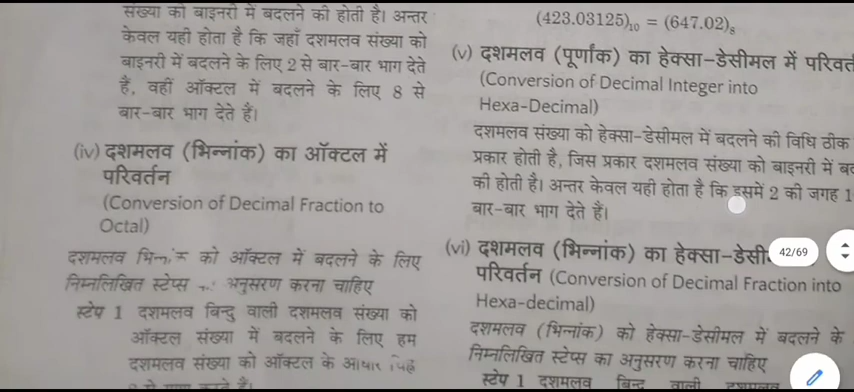 संख्या को बाइनरी में बदलने की होती है। अन्तर
केवल यही होता है कि जहाँ दशमलव संख्या को
बाइनरी में बदलने के लिए 2 से बार-बार भाग देते
हैं, वहीं ऑक्टल में बदलने के लिए 8 से
बार-बार भाग देते हैं।
(iv) दशमलव (भिन्नांक) का ऑक्टल में
परिवर्तन
(Conversion of Decimal Fraction to
Octal)
दशमलव को ऑक्टल में बदलने के लिए
निम्नलिखित स्टेप्स अनुसरण करना चाहिए
स्टेप 1 दशमलव बिन्दु वाली दशमलव संख्या को
ऑक्टल संख्या में बदलने के लिए हम
दशमलव संख्या को ऑक्टल के आधार
(423.03125)₁₀ = (647.02)₈
(v) दशमलव (पूर्णांक) का हेक्सा-डेसीमल में
(Conversion of Decimal Integer into
Hexa-Decimal)
दशमलव संख्या को हेक्सा-डेसीमल में बदलने की विधि ठीक
प्रकार होती है, जिस प्रकार दशमलव संख्या को बाइनरी में
की होती है। अन्तर केवल यही होता है कि इसमें 2 की जगह 1
बार-बार भाग देते हैं।
(vi) दशमलव (भिन्नांक) का 42/69
परिवर्तन (Conversion of Decimal Fraction into
Hexa-decimal)
दशमलव (भिन्नांक) को हेक्सा-डेसीमल में बदलने के
निम्नलिखित स्टेप्स का अनुसरण करना चाहिए
स्टेप 1 दशमलव बिन्दु वाली